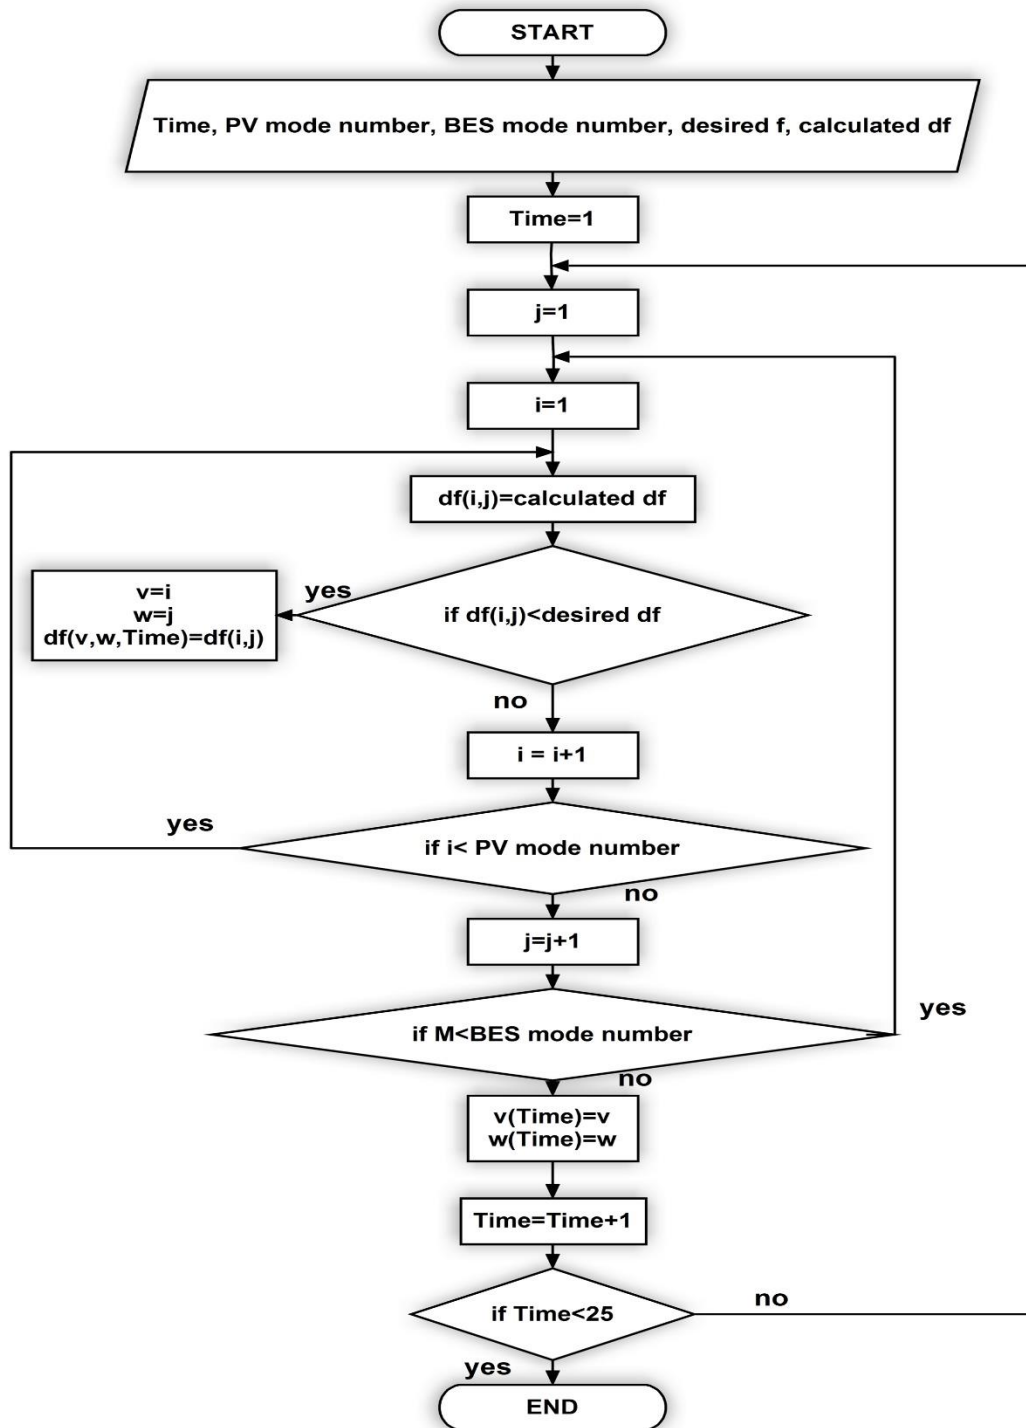 START
Time, PV mode number, BES mode number, desired f, calculated df
Time=1
j=1
i=1
df(i,j)=calculated df
if df(i,j)<desired df
yes
v=i
w=j
df(v,w,Time)=df(i,j)
no
i = i+1
if i< PV mode number
yes
no
j=j+1
if M<BES mode number
yes
no
v(Time)=v
w(Time)=w
Time=Time+1
if Time<25
no
yes
END